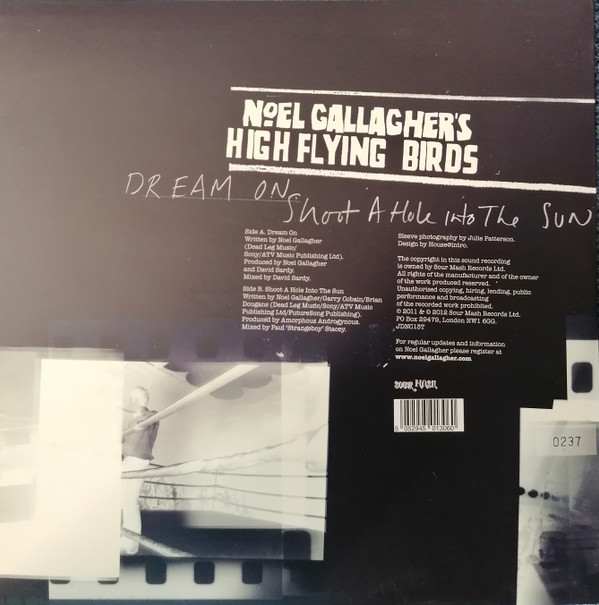 NOEL GALLAGHER'S
HIGH FLYING BIRDS
DREAM ON
Shoot A Hole into The SUN
Side A. Dream On
Written by Noel Gallagher
(Dead Leg Music/
Sony/ATV Music Publishing Ltd).
Produced by Noel Gallagher
and David Sardy.
Mixed by David Sardy.
Side B. Shoot A Hole Into The Sun
Written by Noel Gallagher/Garry Cobain/Brian
Dougans (Dead Leg Music/Sony/ATV Music
Publishing Ltd/FutureSong Publishing).
Produced by Amorphous Androgynous.
Mixed by Paul 'Strangeboy' Stacey.
Sleeve photography by Julie Patterson.
Design by House@Intro.
The copyright in this sound recording
is owned by Sour Mash Records Ltd.
All rights of the manufacturer and of the owner
of the work produced reserved.
Unauthorised copying, hiring, lending, public
performance and broadcasting
of the recorded work prohibited.
℗ 2011 & © 2012 Sour Mash Records Ltd.
PO Box 29479, London NW1 6GG.
JDNC15T
For regular updates and information
on Noel Gallagher please register at
www.noelgallagher.com
SOUR MASH
5 052945 013060
0237